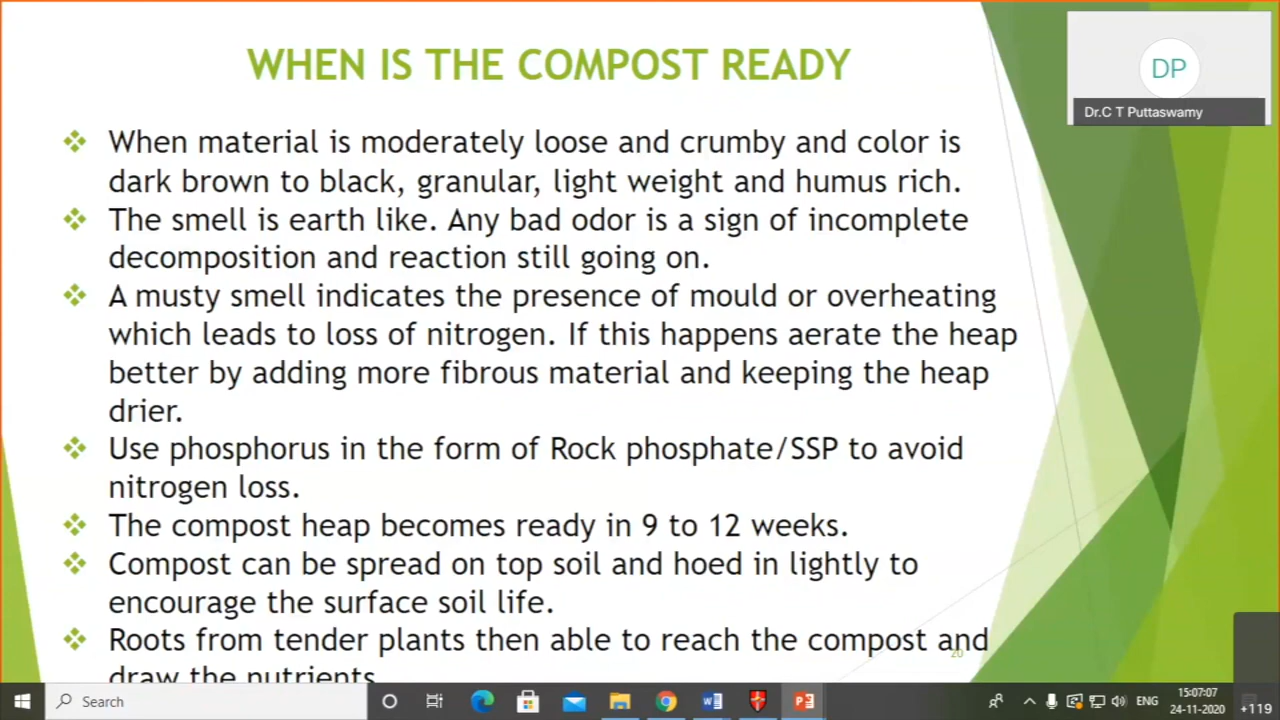 WHEN IS THE COMPOST READY
DP
Dr.C T Puttaswamy
When material is moderately loose and crumby and color is
dark brown to black, granular, light weight and humus rich.
The smell is earth like. Any bad odor is a sign of incomplete
decomposition and reaction still going on.
A musty smell indicates the presence of mould or overheating
which leads to loss of nitrogen. If this happens aerate the heap
better by adding more fibrous material and keeping the heap
drier.
Use phosphorus in the form of Rock phosphate/SSP to avoid
nitrogen loss.
The compost heap becomes ready in 9 to 12 weeks.
Compost can be spread on top soil and hoed in lightly to
encourage the surface soil life.
Roots from tender plants then able to reach the compost and
20
draw the nutrients
Search
ENG
15:07:07
24-11-2020
+119